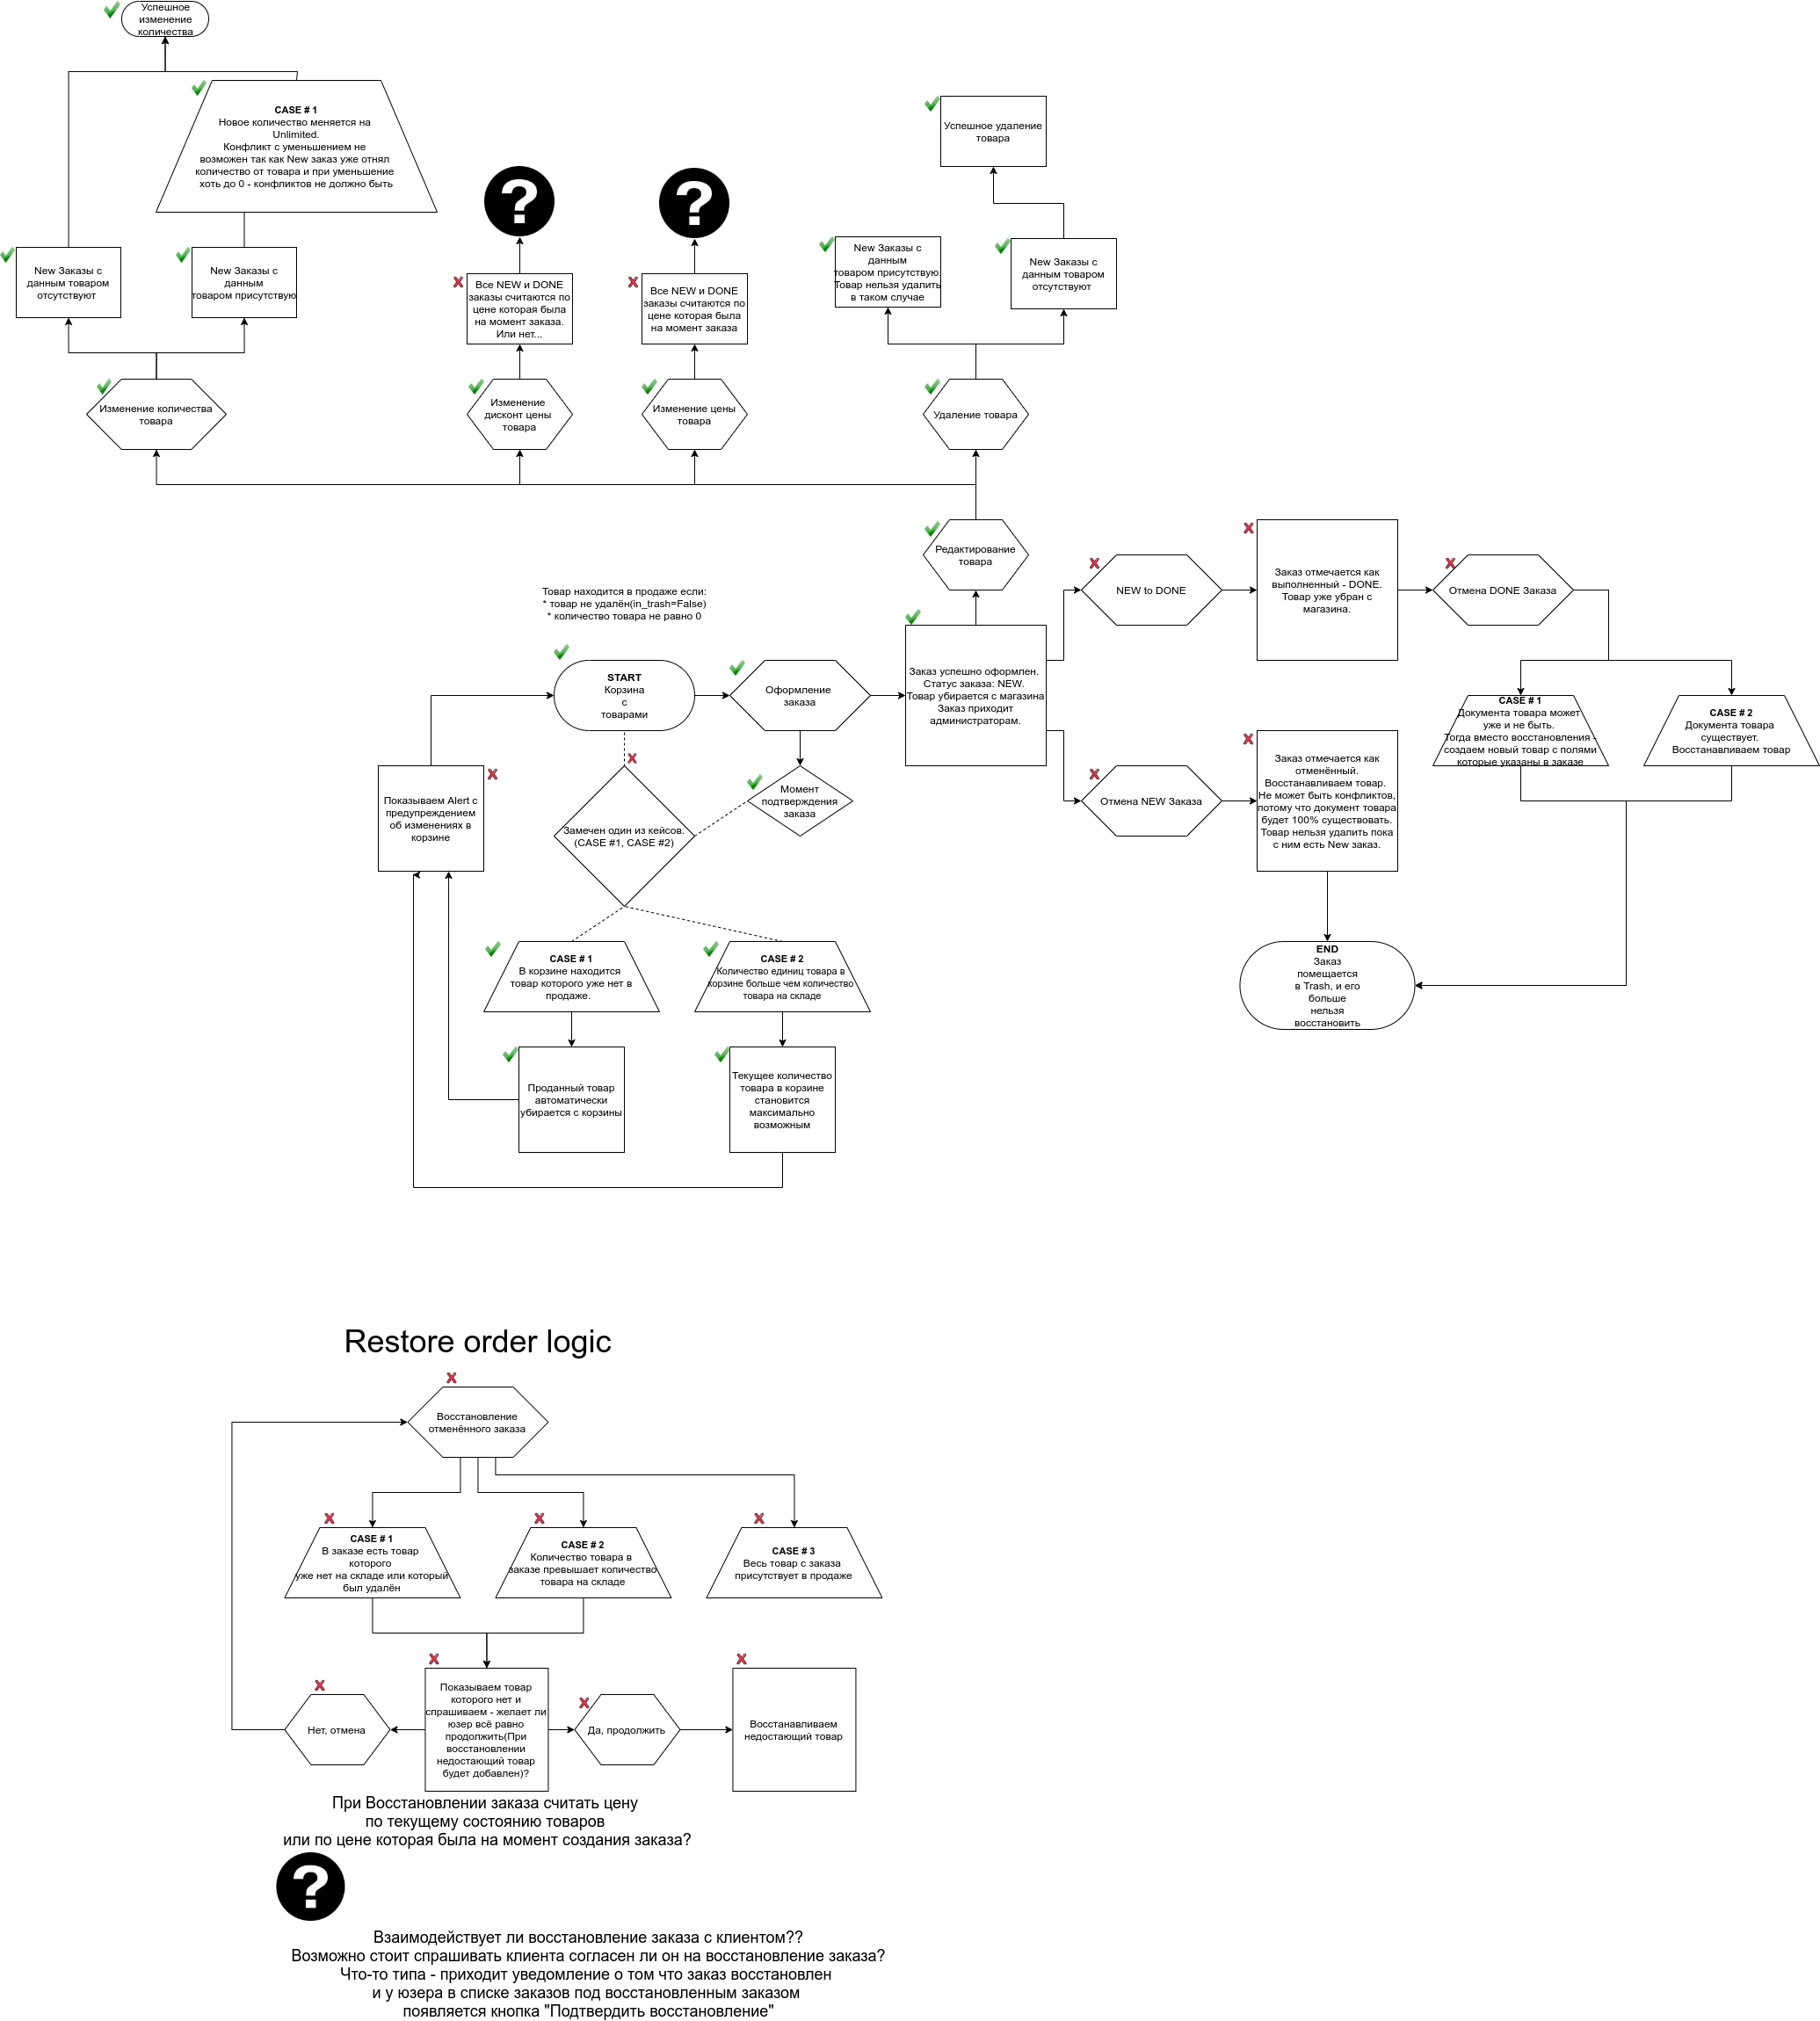 Успешное
изменение
количества
CASE # 1
Новое количество меняется на
Unlimited.
Конфликт с уменьшением не
возможен так как New заказ уже отнял
количество от товара и при уменьшение
хоть до 0 - конфликтов не должно быть
Успешное удаление
товара
New Заказы с
данным товаром
отсутствуют
New Заказы с
данным
товаром присутствую
Все NEW и DONE
заказы считаются по
цене которая была
на момент заказа.
Или нет...
Все NEW и DONE
заказы считаются по
цене которая была
на момент заказа
New Заказы с
данным
товаром присутствую.
Товар нельзя удалить
в таком случае
New Заказы с
данным товаром
отсутствуют
Изменение количества
товара
Изменение
дисконт цены
товара
Изменение цены
товара
Удаление товара
Редактирование
товара
Товар находится в продаже если:
* товар не удалён(in_trash=False)
* количество товара не равно 0
START
Корзина
с
товарами
Оформление
заказа
Заказ успешно оформлен.
Статус заказа: NEW.
Товар убирается с магазина
Заказ приходит
администраторам.
NEW to DONE
Заказ отмечается как
выполненный - DONE.
Товар уже убран с
магазина.
Отмена DONE Заказа
CASE # 1
Документа товара может
уже и не быть.
Тогда вместо восстановления -
создаем новый товар с полями
которые указаны в заказе
CASE # 2
Документа товара
существует.
Восстанавливаем товар
Показываем Alert с
предупреждением
об изменениях в
корзине
Замечен один из кейсов.
(CASE #1, CASE #2)
Момент
подтверждения
заказа
Отмена NEW Заказа
Заказ отмечается как
отменённый.
Восстанавливаем товар.
Не может быть конфликтов,
потому что документ товара
будет 100% существовать.
Товар нельзя удалить пока
с ним есть New заказ.
CASE # 1
В корзине находится
товар которого уже нет в
продаже.
CASE # 2
Количество единиц товара в
корзине больше чем количество
товара на складе
END
Заказ
помещается
в Trash, и его
больше
нельзя
восстановить
Проданный товар
автоматически
убирается с корзины
Текущее количество
товара в корзине
становится
максимально
возможным
Restore order logic
Восстановление
отменённого заказа
CASE # 1
В заказе есть товар
которого
уже нет на складе или который
был удалён
CASE # 2
Количество товара в
заказе превышает количество
товара на складе
CASE # 3
Весь товар с заказа
присутствует в продаже
Нет, отмена
Показываем товар
которого нет и
спрашиваем - желает ли
юзер всё равно
продолжить(При
восстановлении
недостающий товар
будет добавлен)?
Да, продолжить
Восстанавливаем
недостающий товар
При Восстановлении заказа считать цену
по текущему состоянию товаров
или по цене которая была на момент создания заказа?
Взаимодействует ли восстановление заказа с клиентом??
Возможно стоит спрашивать клиента согласен ли он на восстановление заказа?
Что-то типа - приходит уведомление о том что заказ восстановлен
и у юзера в списке заказов под восстановленным заказом
появляется кнопка "Подтвердить восстановление"